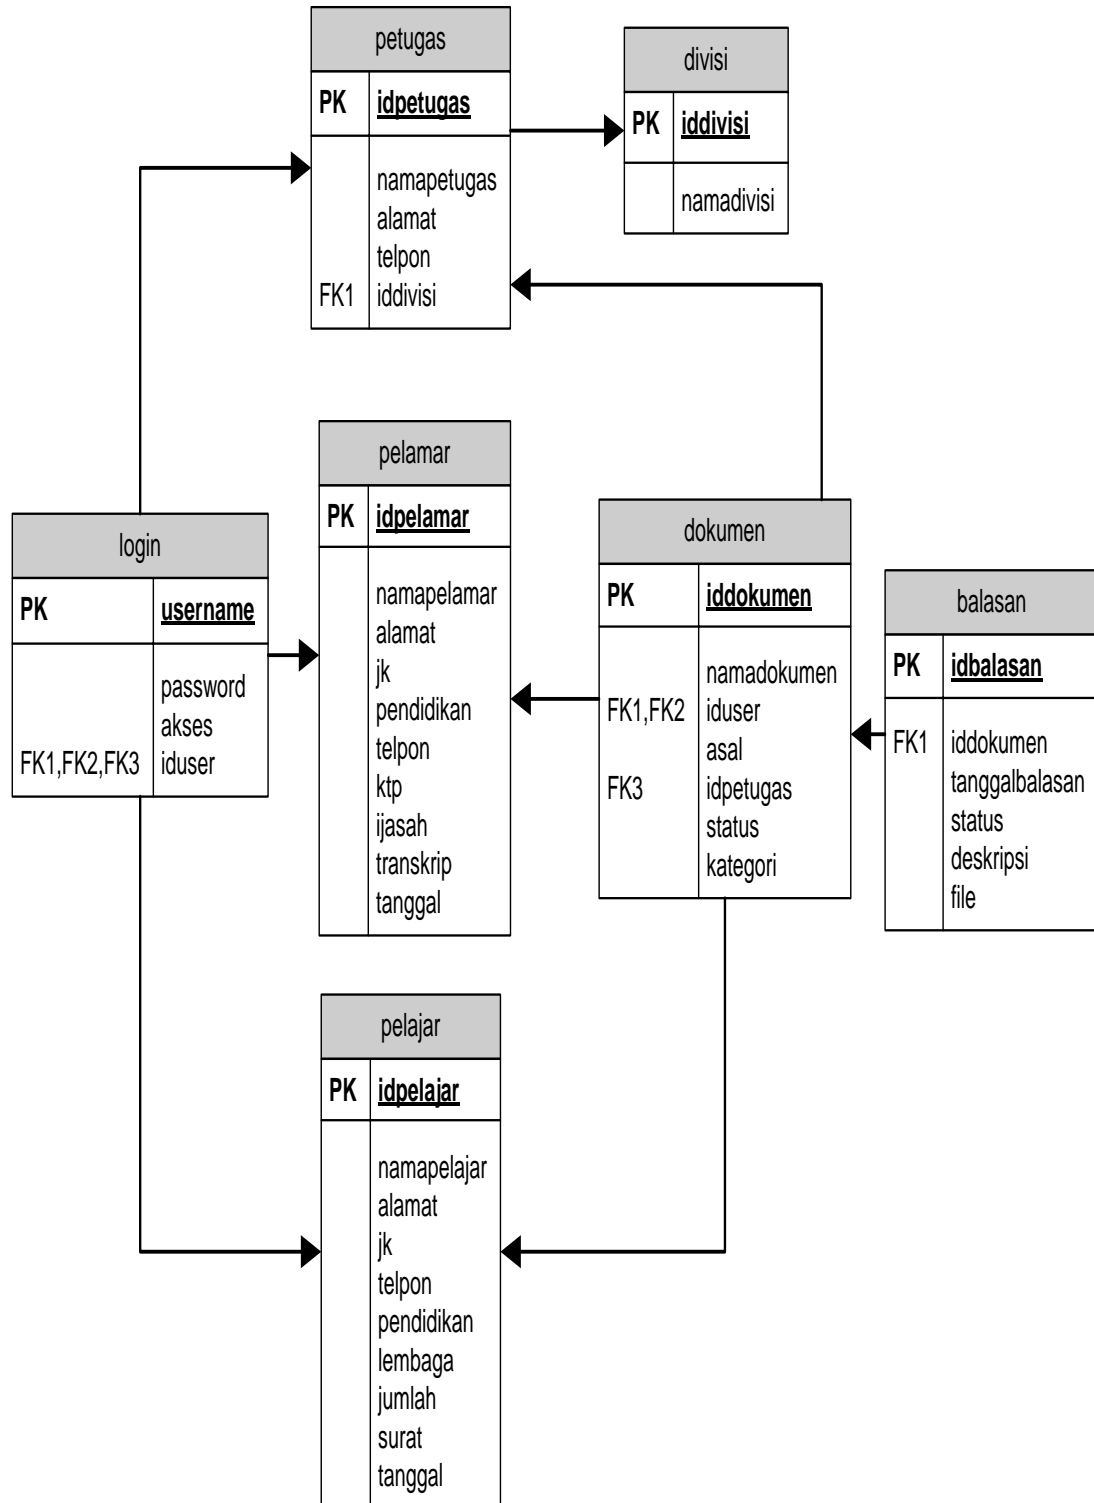 petugas
PK idpetugas
namapetugas
alamat
telpon
FK1 iddivisi
divisi
PK iddivisi
namadivisi
pelamar
PK idpelamar
namapelamar
alamat
jk
pendidikan
telpon
ktp
ijasah
transkrip
tanggal
login
PK username
password
akses
FK1,FK2,FK3 iduser
dokumen
PK iddokumen
namadokumen
FK1,FK2 iduser
asal
FK3 idpetugas
status
kategori
balasan
PK idbalasan
FK1 iddokumen
tanggalbalasan
status
deskripsi
file
pelajar
PK idpelajar
namapelajar
alamat
jk
telpon
pendidikan
lembaga
jumlah
surat
tanggal